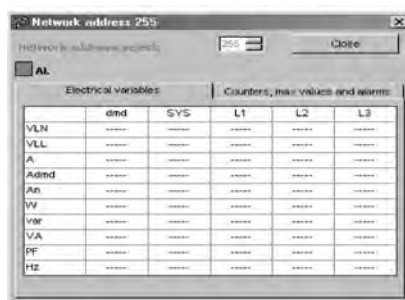 Network address 255
Network address select: 255 Close
AL
Electrical variables Counters, max values and alarms
dmd SYS L1 L2 L3
VLN ----- ----- ----- ----- -----
VLL ----- ----- ----- ----- -----
A ----- ----- ----- ----- -----
Admd ----- ----- ----- ----- -----
An ----- ----- ----- ----- -----
W ----- ----- ----- ----- -----
var ----- ----- ----- ----- -----
VA ----- ----- ----- ----- -----
PF ----- ----- ----- ----- -----
Hz ----- ----- ----- ----- -----